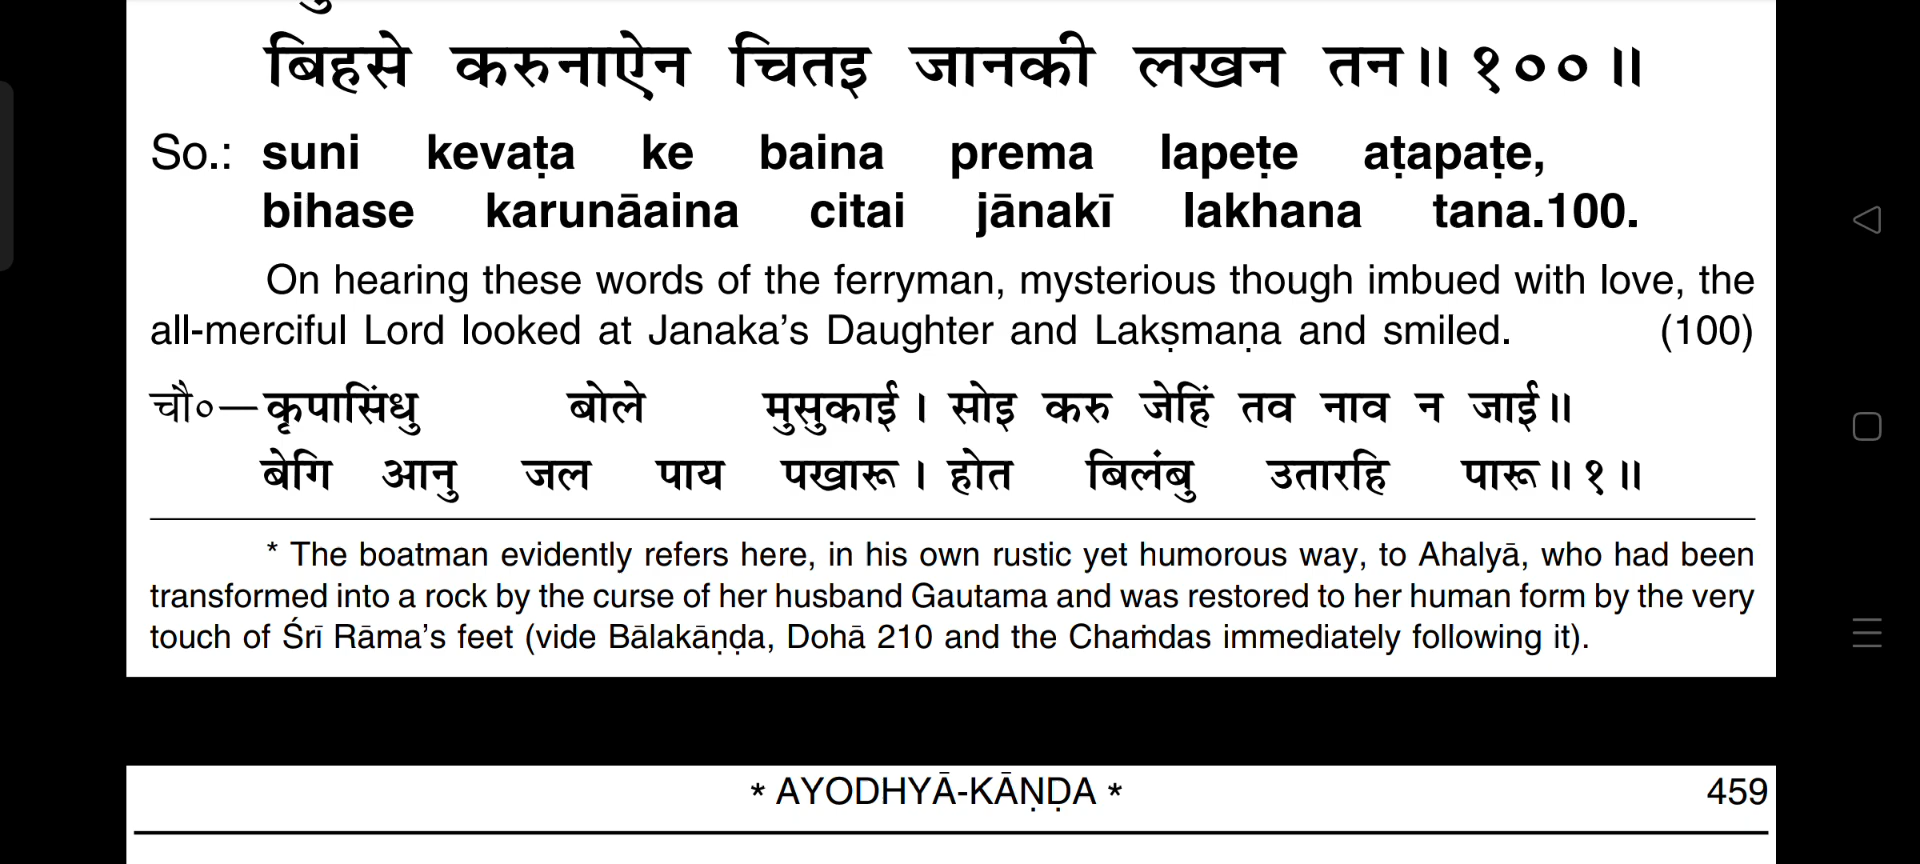 बिहसे करुनाऐन चितइ जानकी लखन तन॥ १००॥
So.: suni kevaṭa ke baina prema lapeṭe aṭapaṭe,
bihase karunāaina citai jānakī lakhana tana.100.
On hearing these words of the ferryman, mysterious though imbued with love, the
all-merciful Lord looked at Janaka’s Daughter and Lakṣmaṇa and smiled. (100)
चौ०—कृपासिंधु बोले मुसुकाई। सोइ करु जेहिं तव नाव न जाई॥
बेगि आनु जल पाय पखारू। होत बिलंबु उतारहि पारू॥ १॥
* The boatman evidently refers here, in his own rustic yet humorous way, to Ahalyā, who had been
transformed into a rock by the curse of her husband Gautama and was restored to her human form by the very
touch of Śrī Rāma’s feet (vide Bālakāṇḍa, Dohā 210 and the Chaṁdas immediately following it).
* AYODHYĀ-KĀṆḌA * 459